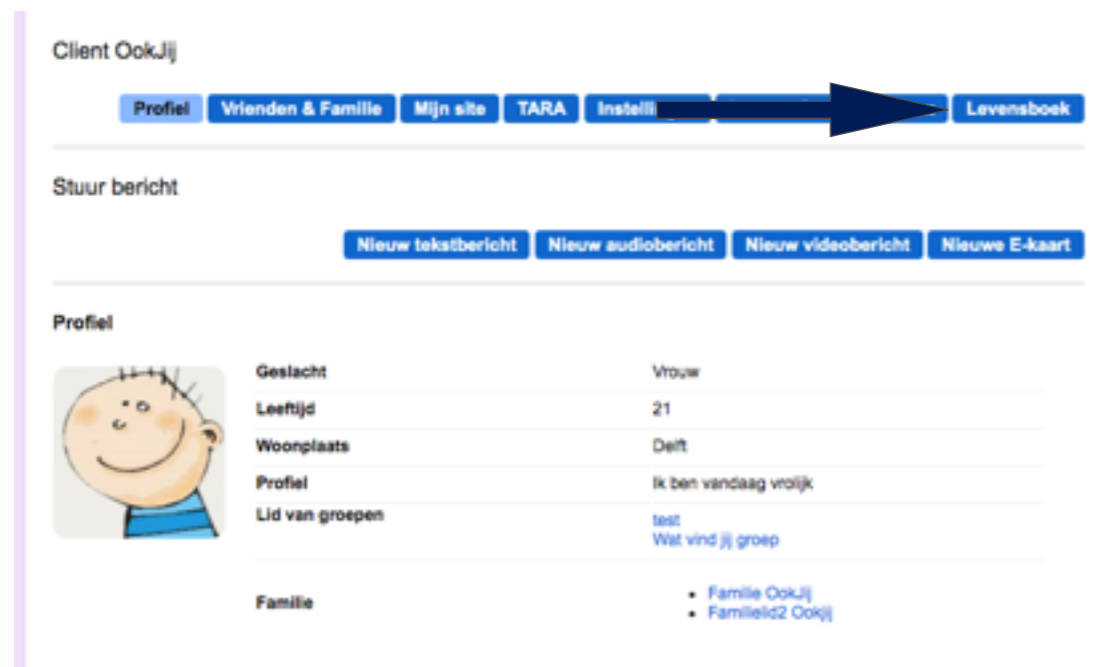 Client OokJij
Profiel Vrienden & Familie Mijn site TARA Levensboek
Stuur bericht
Nieuw tekstbericht Nieuw audiobericht Nieuw videobericht Nieuwe E-kaart
Profiel
Geslacht Vrouw
Leeftijd 21
Woonplaats Delft
Profiel Ik ben vandaag vrolijk
Lid van groepen test
Wat vind jij groep
Familie OokJij
Familie
Familielid2 Ookjij